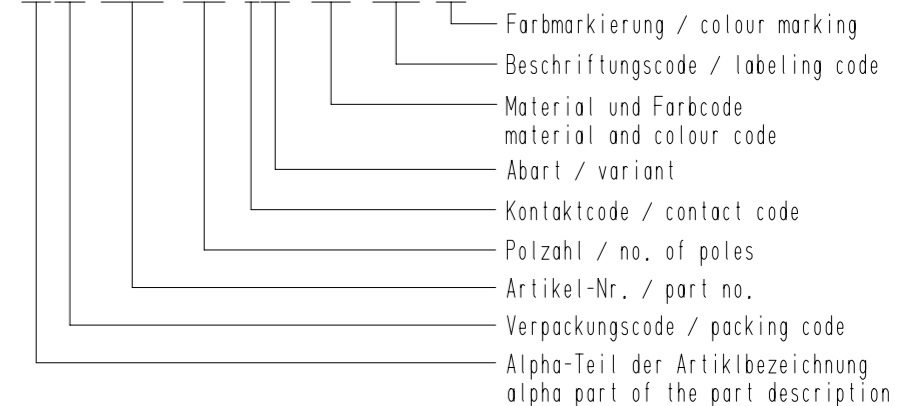 Farbmarkierung / colour marking
Beschriftungscode / labeling code
Material und Farbcode
material and colour code
Abart / variant
Kontaktcode / contact code
Polzahl / no. of poles
Artikel-Nr. / part no.
Verpackungscode / packing code
Alpha-Teil der Artiklbezeichnung
alpha part of the part description